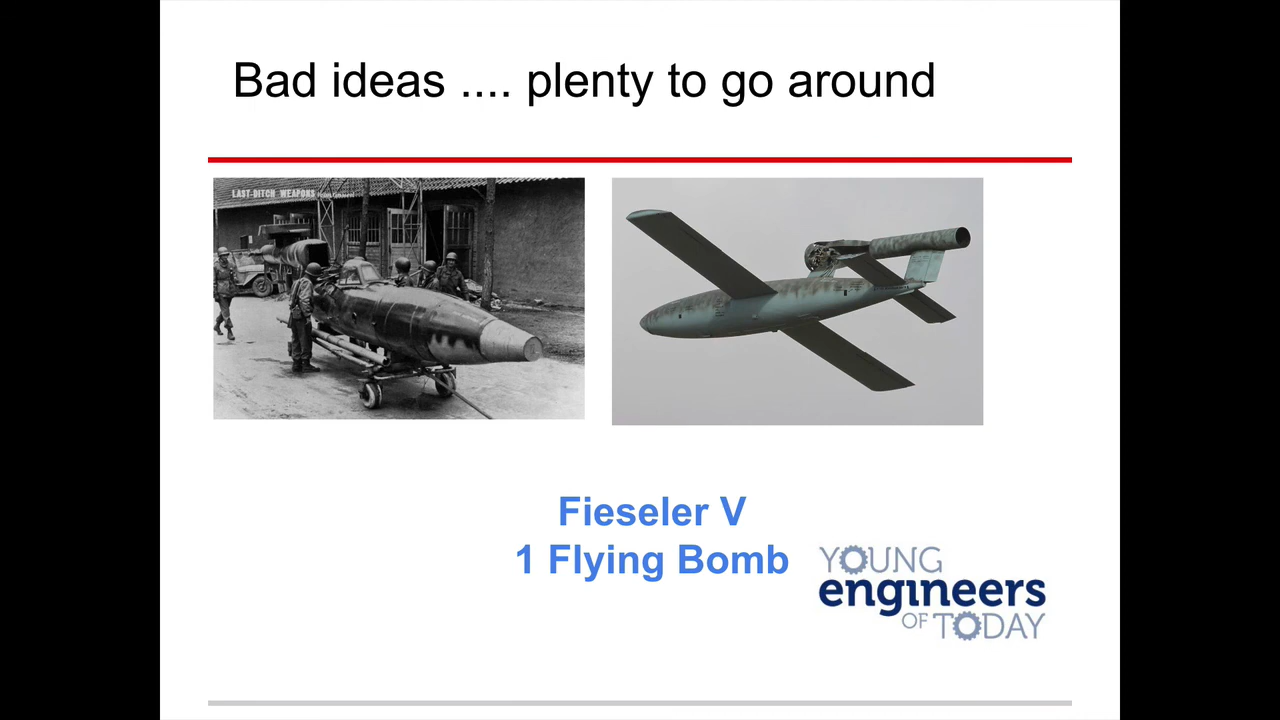 Bad ideas .... plenty to go around
LAST-DITCH WEAPONS
Fieseler V
1 Flying Bomb
YOUNG
engineers
OF TODAY